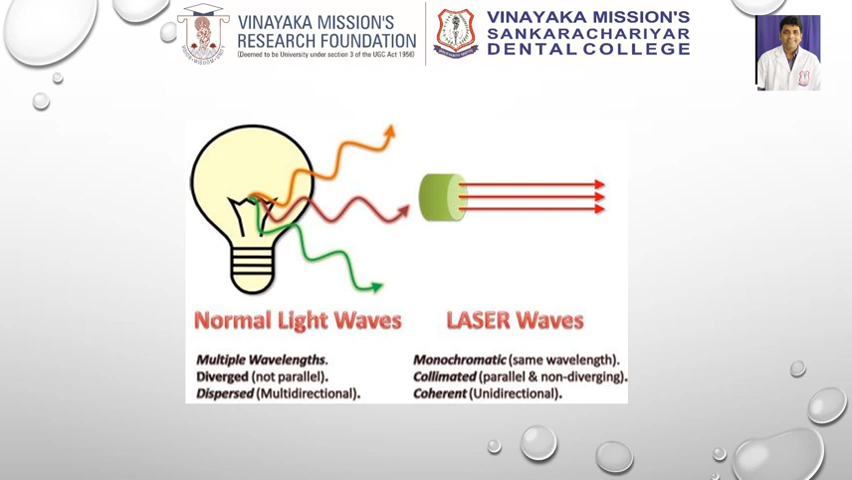 VINAYAKA MISSION'S
RESEARCH FOUNDATION
(Deemed to be University under section 3 of the UGC Act 1956)
VINAYAKA MISSION'S
SANKARACHARIYAR
DENTAL COLLEGE
Normal Light Waves
Multiple Wavelengths.
Diverged (not parallel).
Dispersed (Multidirectional).
LASER Waves
Monochromatic (same wavelength).
Collimated (parallel & non-diverging).
Coherent (Unidirectional).